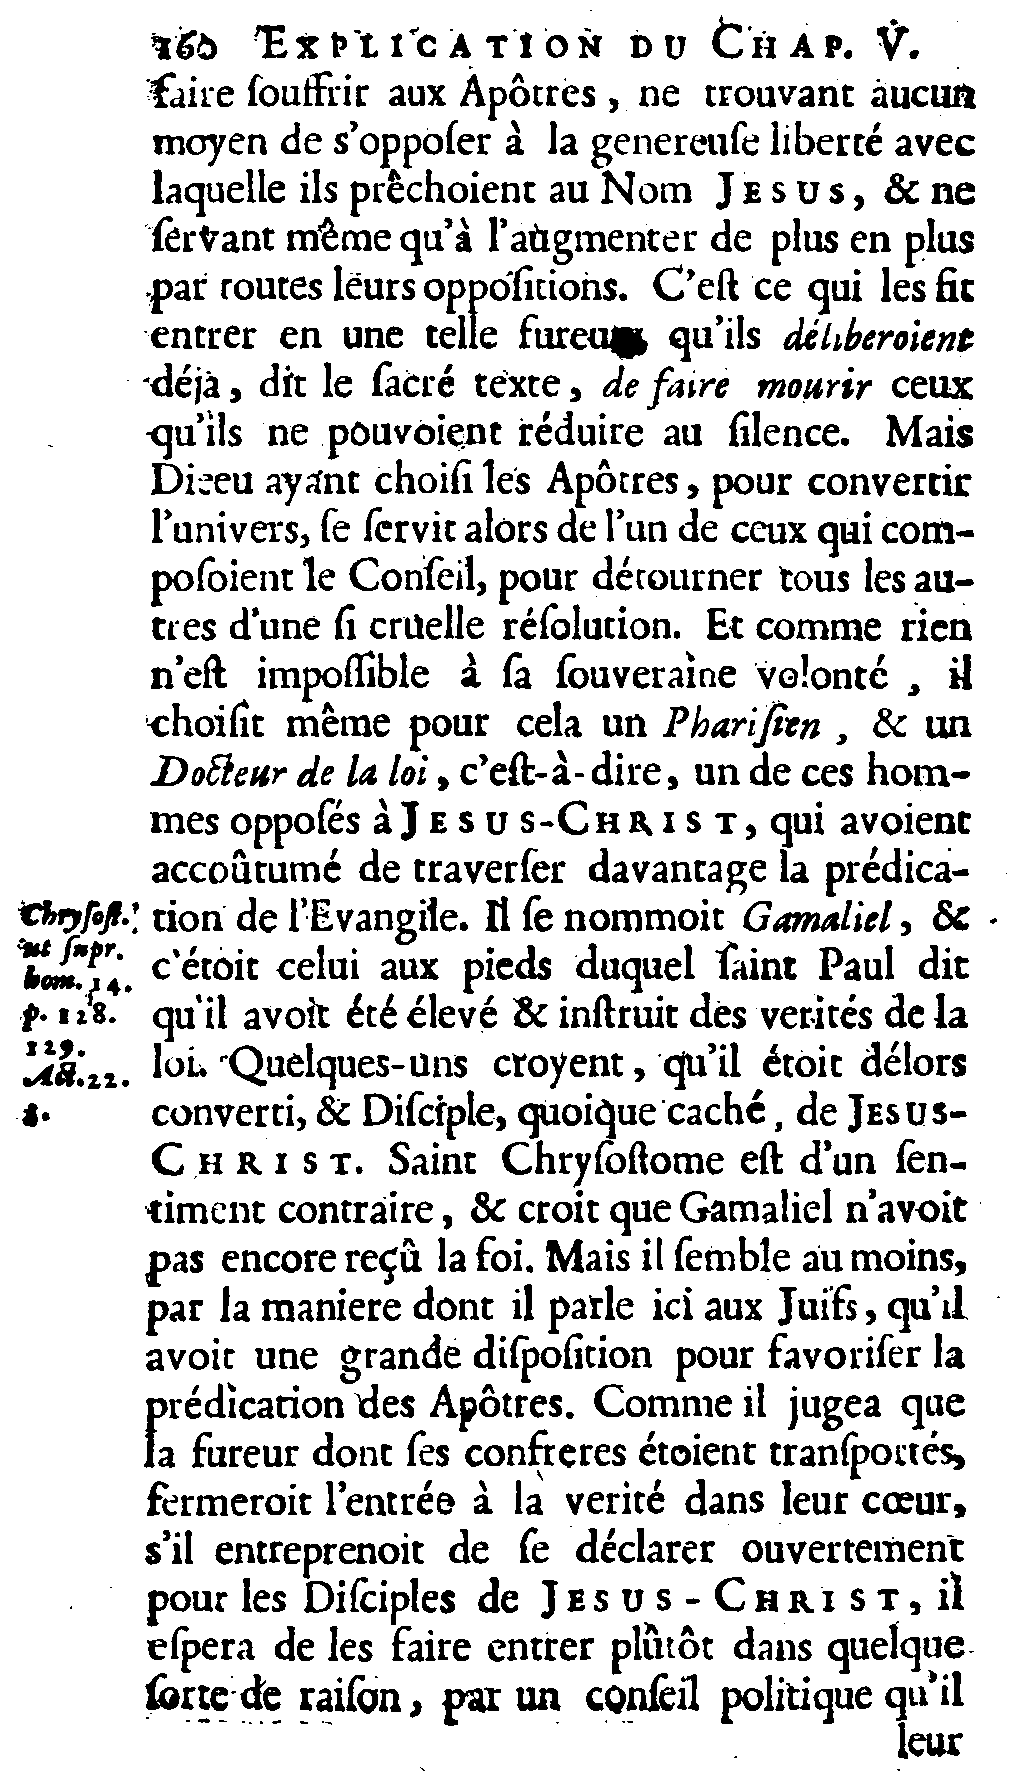 160 EXPLICATION DU CHAP. V.
faire ſouffrir aux Apôtres, ne trouvant aucun
moyen de s'oppoſer à la genereuſe liberté avec
laquelle ils prêchoient au Nom JESUS, & ne
ſervant même qu'à l'augmenter de plus en plus
par toutes leurs oppoſitions. C'eſt ce qui les fit
entrer en une telle fureur qu'ils déliberoient
déjà, dit le ſacré texte, de faire mourir ceux
qu'ils ne pouvoient réduire au ſilence. Mais
Dieu ayant choiſi les Apôtres, pour convertir
l'univers, ſe ſervit alors de l'un de ceux qui com-
poſoient le Conſeil, pour détourner tous les au-
tres d'une ſi cruelle réſolution. Et comme rien
n'eſt impoſſible à ſa ſouveraine volonté, il
choiſit même pour cela un Phariſien, & un
Docteur de la loi, c'eſt-à-dire, un de ces hom-
mes oppoſés à JESUS-CHRIST, qui avoient
accoûtumé de traverſer davantage la prédica-
tion de l'Evangile. Il ſe nommoit Gamaliel, &
c'étoit celui aux pieds duquel ſaint Paul dit
qu'il avoit été élevé & inſtruit des verités de la
loi. Quelques-uns croyent, qu'il étoit délors
converti, & Diſciple, quoique caché, de JESUS-
CHRIST. Saint Chryſoſtome eſt d'un ſen-
timent contraire, & croit que Gamaliel n'avoit
pas encore reçû la foi. Mais il ſemble au moins,
par la maniere dont il parle ici aux Juifs, qu'il
avoit une grande diſpoſition pour favoriſer la
prédication des Apôtres. Comme il jugea que
la fureur dont ſes confreres étoient tranſportés,
fermeroit l'entrée à la verité dans leur cœur,
s'il entreprenoit de ſe déclarer ouvertement
pour les Diſciples de JESUS-CHRIST, il
eſpera de les faire entrer plûtôt dans quelque
ſorte de raiſon, par un conſeil politique qu'il
leur
Chryſoſt.
ut ſupr.
hom. 14.
p. 128.
129.
Act. 22.